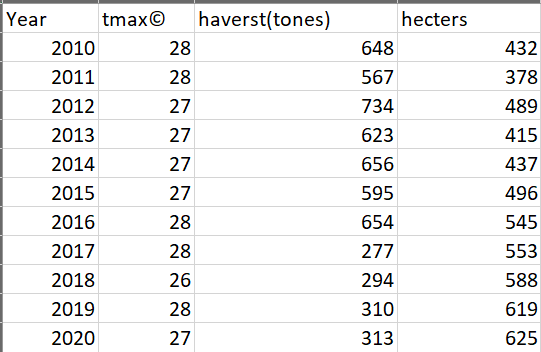 Year tmax© haverst(tones) hecters
2010 28 648 432
2011 28 567 378
2012 27 734 489
2013 27 623 415
2014 27 656 437
2015 27 595 496
2016 28 654 545
2017 28 277 553
2018 26 294 588
2019 28 310 619
2020 27 313 625